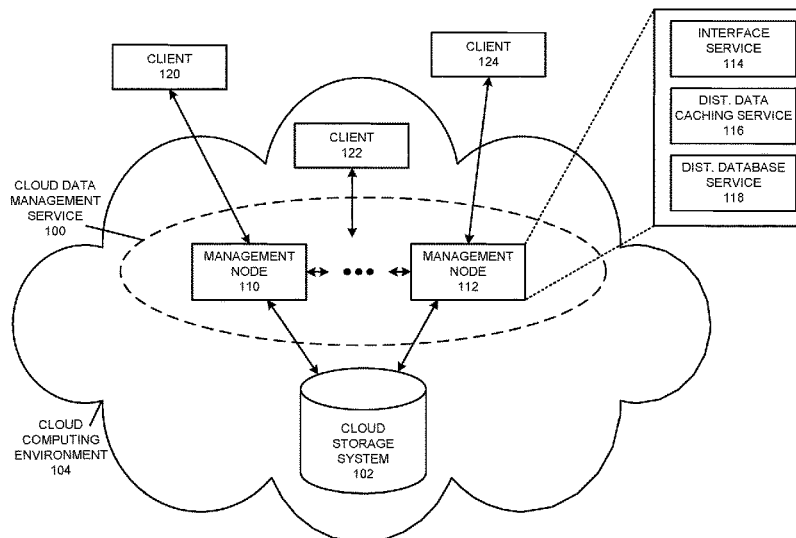 CLIENT
120
CLIENT
124
CLIENT
122
INTERFACE
SERVICE
114
DIST. DATA
CACHING SERVICE
116
DIST. DATABASE
SERVICE
118
CLOUD DATA
MANAGEMENT
SERVICE
100
MANAGEMENT
NODE
110
MANAGEMENT
NODE
112
CLOUD
STORAGE
SYSTEM
102
CLOUD
COMPUTING
ENVIRONMENT
104